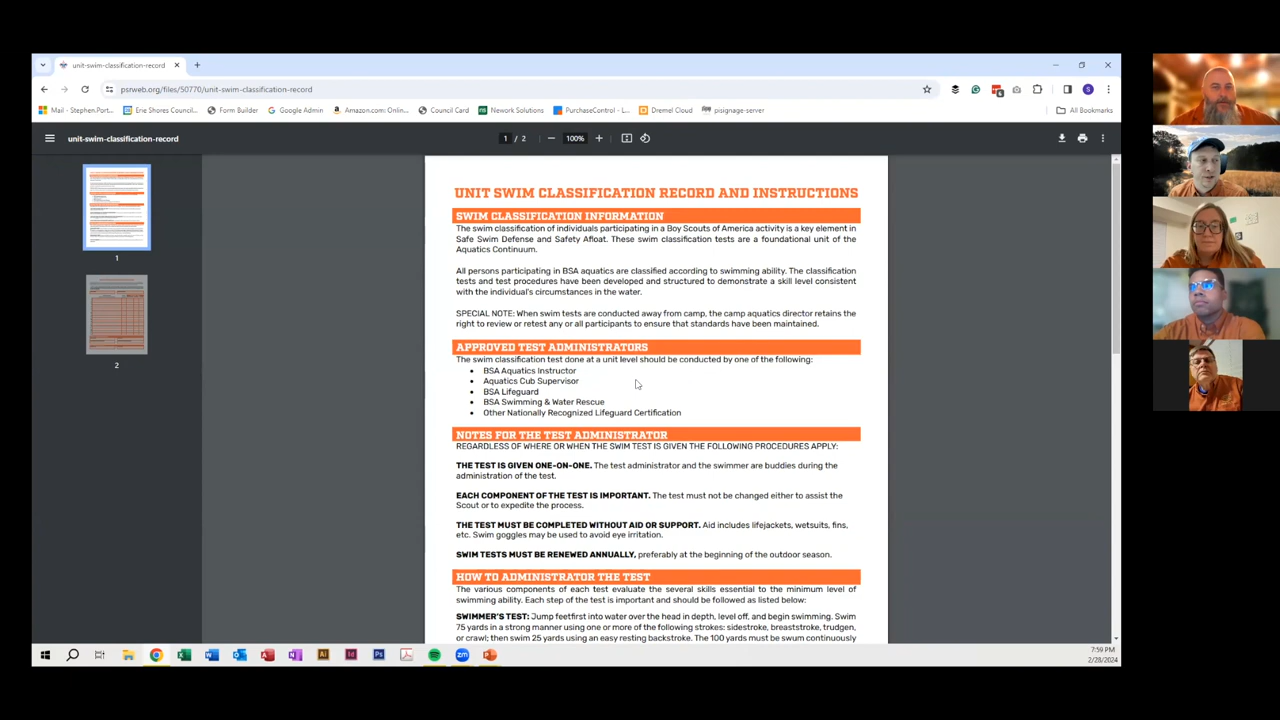 unit-swim-classification-record
psrweb.org/files/50770/unit-swim-classification-record
Mail - Stephen.Port...
Erie Shores Council...
Form Builder
Google Admin
Amazon.com: Online...
Council Card
Nework Solutions
PurchaseControl - L...
Dremel Cloud
pisignage-server
All Bookmarks
unit-swim-classification-record
1 / 2
100%
1
2
UNIT SWIM CLASSIFICATION RECORD AND INSTRUCTIONS
SWIM CLASSIFICATION INFORMATION
The swim classification of individuals participating in a Boy Scouts of America activity is a key element in
Safe Swim Defense and Safety Afloat. These swim classification tests are a foundational unit of the
Aquatics Continuum.
All persons participating in BSA aquatics are classified according to swimming ability. The classification
tests and test procedures have been developed and structured to demonstrate a skill level consistent
with the individual's circumstances in the water.
SPECIAL NOTE: When swim tests are conducted away from camp, the camp aquatics director retains the
right to review or retest any or all participants to ensure that standards have been maintained.
APPROVED TEST ADMINISTRATORS
The swim classification test done at a unit level should be conducted by one of the following:
• BSA Aquatics Instructor
• Aquatics Cub Supervisor
• BSA Lifeguard
• BSA Swimming & Water Rescue
• Other Nationally Recognized Lifeguard Certification
NOTES FOR THE TEST ADMINISTRATOR
REGARDLESS OF WHERE OR WHEN THE SWIM TEST IS GIVEN THE FOLLOWING PROCEDURES APPLY:
THE TEST IS GIVEN ONE-ON-ONE. The test administrator and the swimmer are buddies during the
administration of the test.
EACH COMPONENT OF THE TEST IS IMPORTANT. The test must not be changed either to assist the
Scout or to expedite the process.
THE TEST MUST BE COMPLETED WITHOUT AID OR SUPPORT. Aid includes lifejackets, wetsuits, fins,
etc. Swim goggles may be used to avoid eye irritation.
SWIM TESTS MUST BE RENEWED ANNUALLY, preferably at the beginning of the outdoor season.
HOW TO ADMINISTRATOR THE TEST
The various components of each test evaluate the several skills essential to the minimum level of
swimming ability. Each step of the test is important and should be followed as listed below:
SWIMMER'S TEST: Jump feetfirst into water over the head in depth, level off, and begin swimming. Swim
75 yards in a strong manner using one or more of the following strokes: sidestroke, breaststroke, trudgen,
or crawl; then swim 25 yards using an easy resting backstroke. The 100 yards must be swum continuously
7:59 PM
2/28/2024